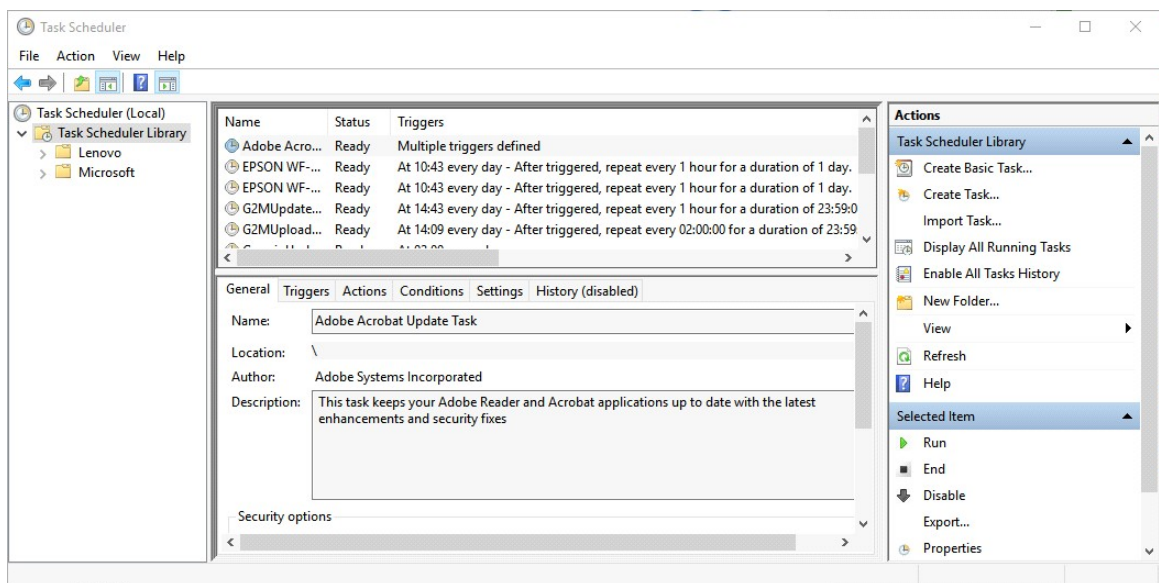 Task Scheduler
File Action View Help
Task Scheduler (Local)
Task Scheduler Library
Lenovo
Microsoft
Name Status Triggers
Adobe Acro... Ready Multiple triggers defined
EPSON WF-... Ready At 10:43 every day - After triggered, repeat every 1 hour for a duration of 1 day.
EPSON WF-... Ready At 10:43 every day - After triggered, repeat every 1 hour for a duration of 1 day.
G2MUpdate... Ready At 14:43 every day - After triggered, repeat every 1 hour for a duration of 23:59:0
G2MUpload... Ready At 14:09 every day - After triggered, repeat every 02:00:00 for a duration of 23:59
General Triggers Actions Conditions Settings History (disabled)
Name: Adobe Acrobat Update Task
Location: \
Author: Adobe Systems Incorporated
Description: This task keeps your Adobe Reader and Acrobat applications up to date with the latest
enhancements and security fixes
Security options
Actions
Task Scheduler Library
Create Basic Task...
Create Task...
Import Task...
Display All Running Tasks
Enable All Tasks History
New Folder...
View
Refresh
Help
Selected Item
Run
End
Disable
Export...
Properties